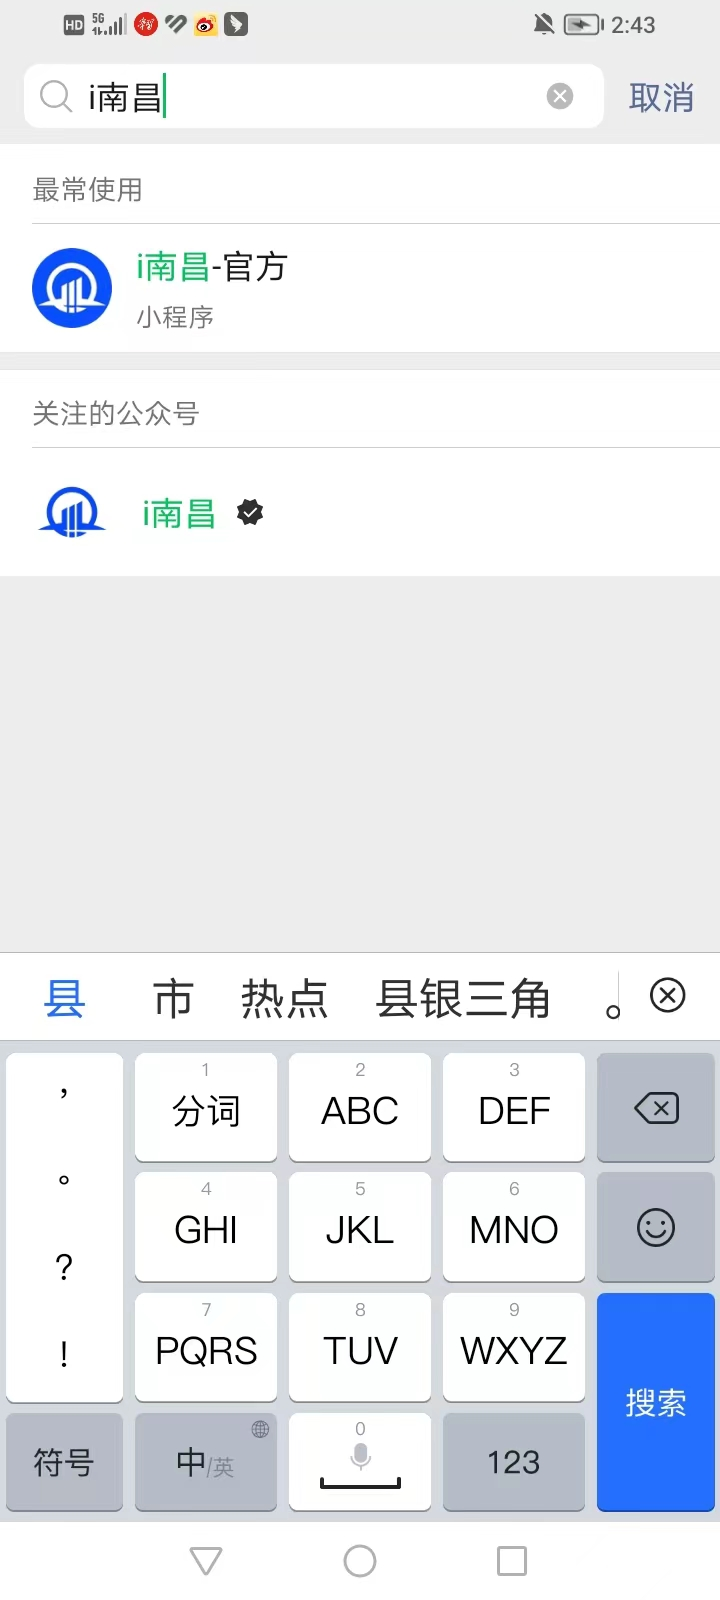 HD 5G 2:43
i南昌 取消
最常使用
i南昌-官方
小程序
关注的公众号
i南昌
县 市 热点 县银三角 。
，
。
?
!
1
分词
2
ABC
3
DEF
4
GHI
5
JKL
6
MNO
7
PQRS
8
TUV
9
WXYZ
搜索
符号
中/英
0
123